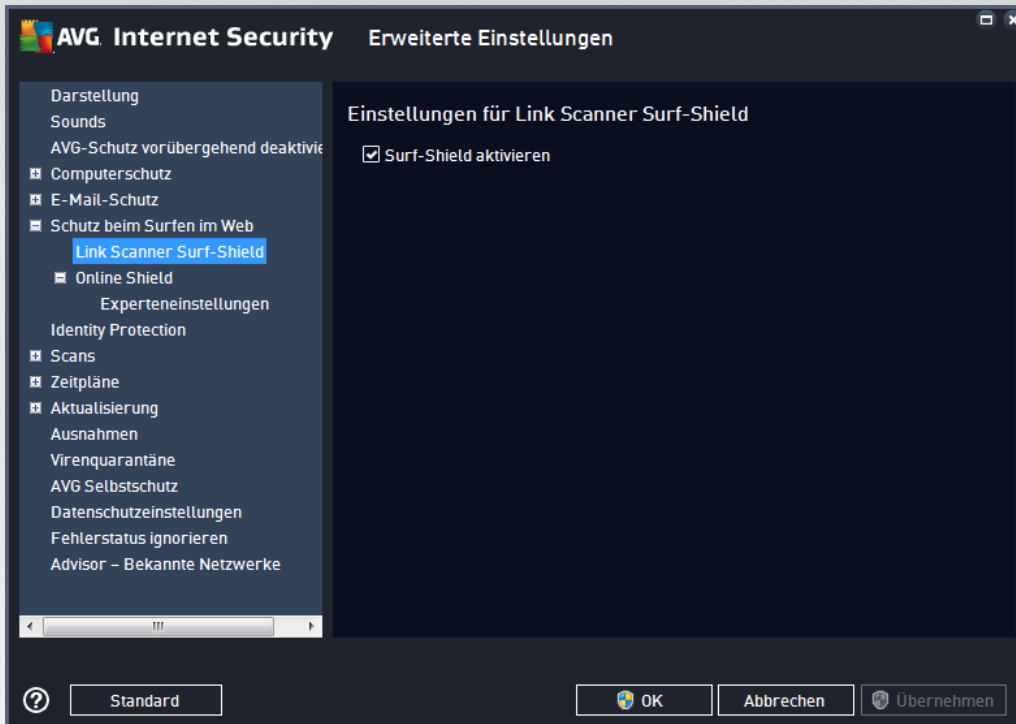 AVG Internet Security Erweiterte Einstellungen
Darstellung
Sounds
AVG-Schutz vorübergehend deaktivie
Computerschutz
E-Mail-Schutz
Schutz beim Surfen im Web
Link Scanner Surf-Shield
Online Shield
Experteneinstellungen
Identity Protection
Scans
Zeitpläne
Aktualisierung
Ausnahmen
Virenquarantäne
AVG Selbstschutz
Datenschutzeinstellungen
Fehlerstatus ignorieren
Advisor – Bekannte Netzwerke
Einstellungen für Link Scanner Surf-Shield
Surf-Shield aktivieren
Standard
OK
Abbrechen
Übernehmen